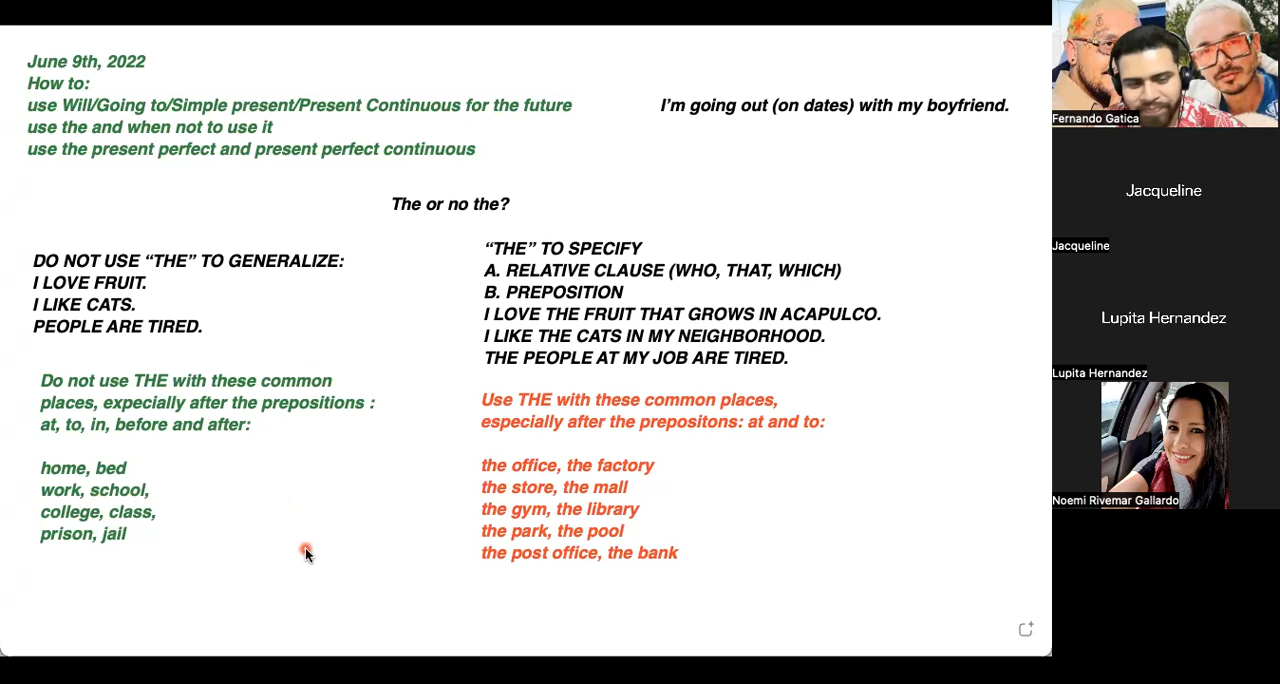 June 9th, 2022
How to:
use Will/Going to/Simple present/Present Continuous for the future
use the and when not to use it
use the present perfect and present perfect continuous
I'm going out (on dates) with my boyfriend.
The or no the?
DO NOT USE “THE” TO GENERALIZE:
I LOVE FRUIT.
I LIKE CATS.
PEOPLE ARE TIRED.
“THE” TO SPECIFY
A. RELATIVE CLAUSE (WHO, THAT, WHICH)
B. PREPOSITION
I LOVE THE FRUIT THAT GROWS IN ACAPULCO.
I LIKE THE CATS IN MY NEIGHBORHOOD.
THE PEOPLE AT MY JOB ARE TIRED.
Do not use THE with these common
places, expecially after the prepositions :
at, to, in, before and after:
home, bed
work, school,
college, class,
prison, jail
Use THE with these common places,
especially after the prepositons: at and to:
the office, the factory
the store, the mall
the gym, the library
the park, the pool
the post office, the bank
Fernando Gatica
Jacqueline
Jacqueline
Lupita Hernandez
Lupita Hernandez
Noemi Rivemar Gallardo